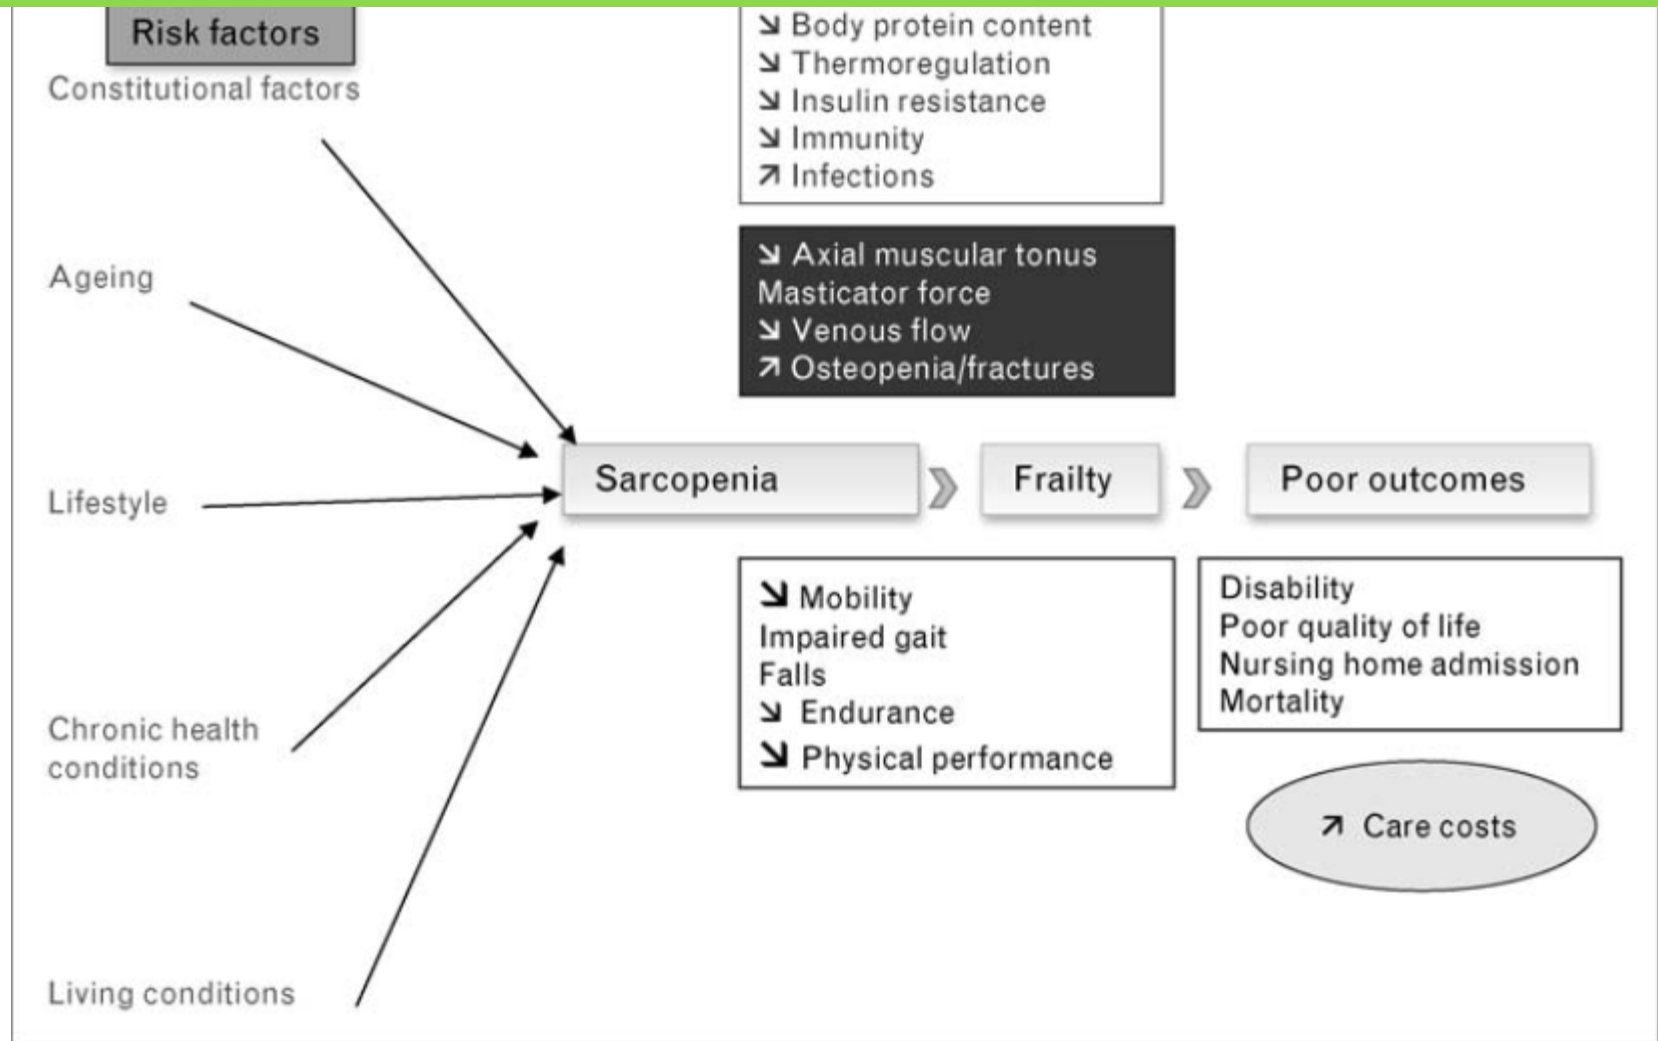 Risk factors
Constitutional factors
Ageing
Lifestyle
Chronic health
conditions
Living conditions
↘ Body protein content
↘ Thermoregulation
↘ Insulin resistance
↘ Immunity
↗ Infections
↘ Axial muscular tonus
Masticator force
↘ Venous flow
↗ Osteopenia/fractures
Sarcopenia
Frailty
Poor outcomes
↘ Mobility
Impaired gait
Falls
↘ Endurance
↘ Physical performance
Disability
Poor quality of life
Nursing home admission
Mortality
↗ Care costs